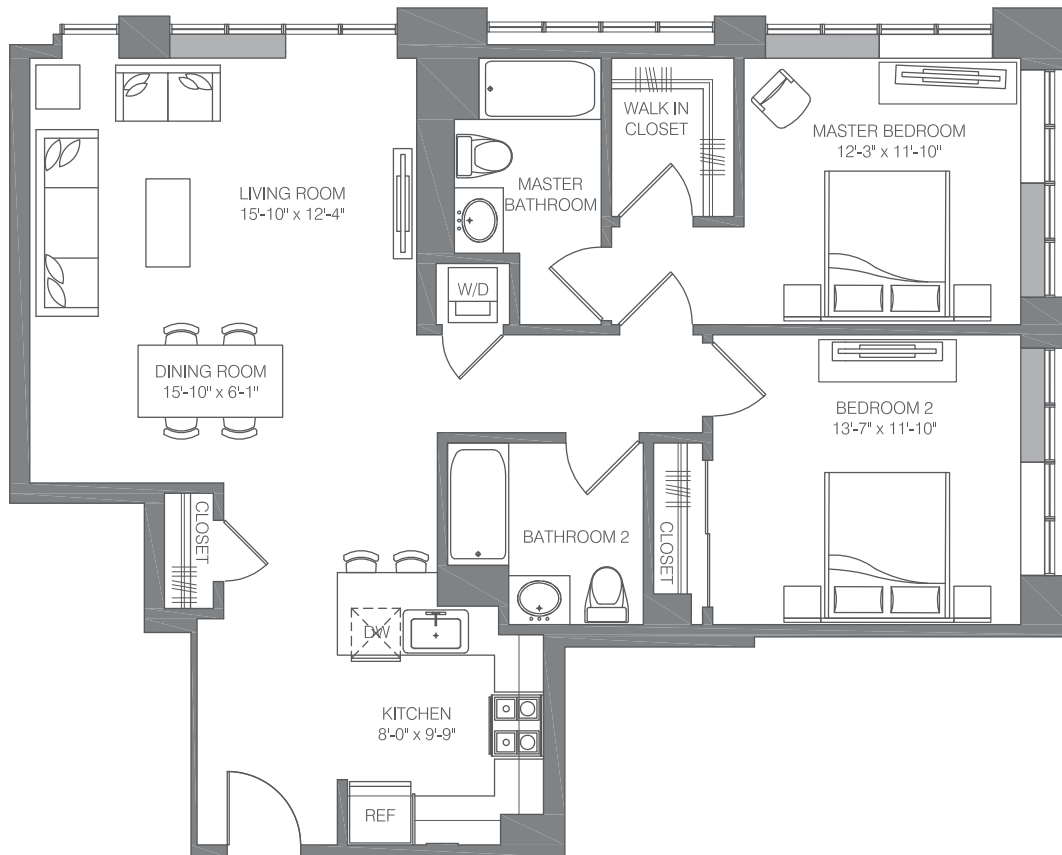 WALK IN
CLOSET
MASTER BEDROOM
12'-3" x 11'-10"
LIVING ROOM
15'-10" x 12'-4"
MASTER
BATHROOM
W/D
DINING ROOM
15'-10" x 6'-1"
BEDROOM 2
13'-7" x 11'-10"
CLOSET
BATHROOM 2
CLOSET
DW
KITCHEN
8'-0" x 9'-9"
REF